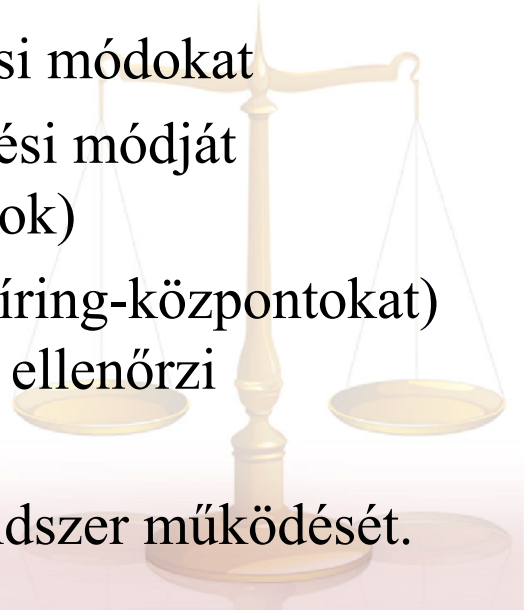 si módokat
ési módját
ok)
íring-központokat)
ellenőrzi
dszer működését.